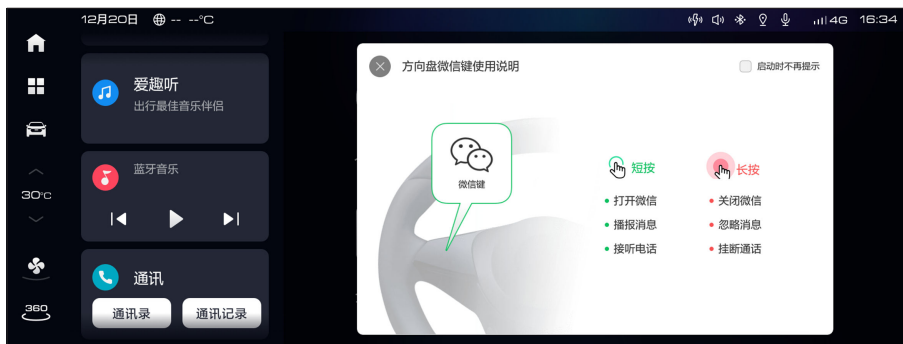 12月20日 -- --°C 4G 16:34
爱趣听
出行最佳音乐伴侣
蓝牙音乐
30°C
通讯
通讯录 通讯记录
360
方向盘微信键使用说明 启动时不再提示
微信键
短按 长按
打开微信 关闭微信
播报消息 忽略消息
接听电话 挂断通话